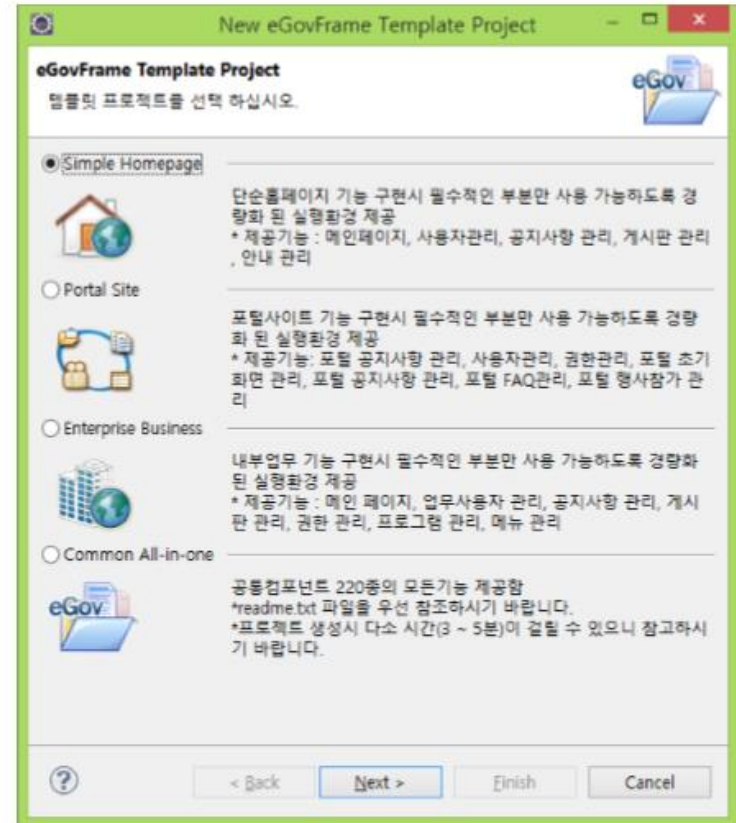 New eGovFrame Template Project
eGovFrame Template Project
템플릿 프로젝트를 선택 하십시오.
eGov
Simple Homepage
단순홈페이지 기능 구현시 필수적인 부분만 사용 가능하도록 경
량화 된 실행환경 제공
* 제공기능 : 메인페이지, 사용자관리, 공지사항 관리, 게시판 관리
, 안내 관리
Portal Site
포털사이트 기능 구현시 필수적인 부분만 사용 가능하도록 경량
화 된 실행환경 제공
* 제공기능: 포털 공지사항 관리, 사용자관리, 권한관리, 포털 초기
화면 관리, 포털 공지사항 관리, 포털 FAQ관리, 포털 행사참가 관
리
Enterprise Business
내부업무 기능 구현시 필수적인 부분만 사용 가능하도록 경량화
된 실행환경 제공
* 제공기능 : 메인 페이지, 업무사용자 관리, 공지사항 관리, 게시
판 관리, 권한 관리, 프로그램 관리, 메뉴 관리
Common All-in-one
eGov
공통컴포넌트 220종의 모든기능 제공함
*readme.txt 파일을 우선 참조하시기 바랍니다.
*프로젝트 생성시 다소 시간(3 ~ 5분)이 걸릴 수 있으니 참고하시
기 바랍니다.
?
< Back
Next >
Finish
Cancel